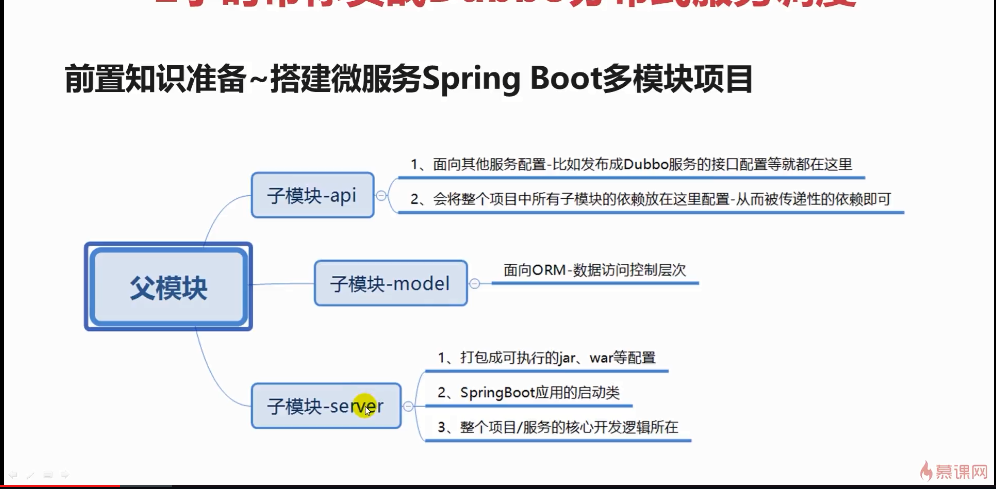 前置知识准备~搭建微服务Spring Boot多模块项目
1、面向其他服务配置-比如发布成Dubbo服务的接口配置等就都在这里
子模块-api
2、会将整个项目中所有子模块的依赖放在这里配置-从而被传递性的依赖即可
面向ORM-数据访问控制层次
父模块
子模块-model
1、打包成可执行的jar、war等配置
2、SpringBoot应用的启动类
子模块-server
3、整个项目/服务的核心开发逻辑所在
慕课网